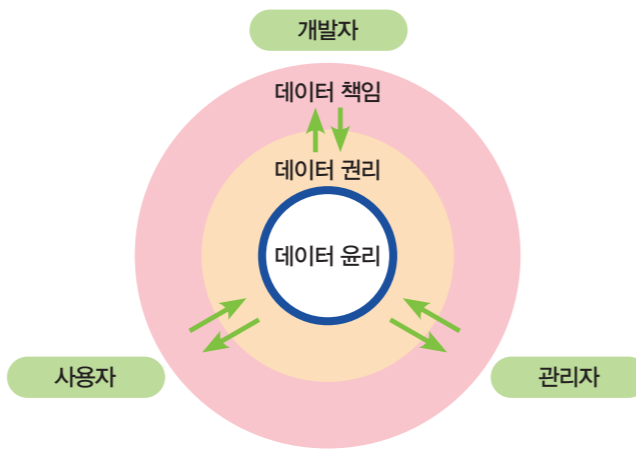 개발자
데이터 책임
데이터 권리
데이터 윤리
사용자
관리자